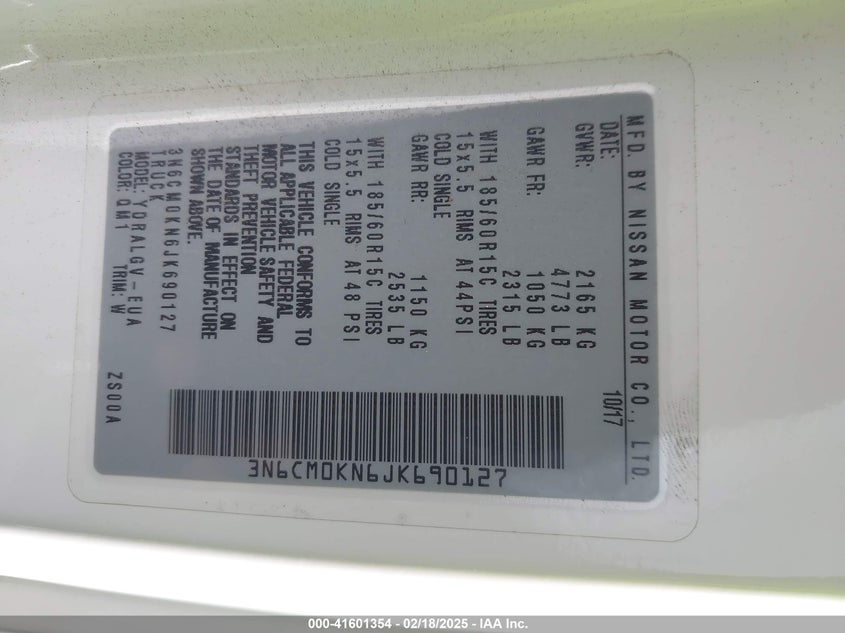 MFD. BY NISSAN MOTOR CO., LTD.
DATE: 10/17
GVWR: 2165 KG
4773 LB
GAWR FR: 1050 KG
2315 LB
WITH 185/60R15C TIRES
15x5.5 RIMS AT 44PSI
COLD SINGLE
GAWR RR: 1150 KG
2535 LB
WITH 185/60R15C TIRES
15x5.5 RIMS AT 48 PSI
COLD SINGLE
THIS VEHICLE CONFORMS TO
ALL APPLICABLE FEDERAL
MOTOR VEHICLE SAFETY AND
THEFT PREVENTION
STANDARDS IN EFFECT ON
THE DATE OF MANUFACTURE
SHOWN ABOVE.
3N6CM0KN6JK690127
TRUCK
MODEL: YDRALGV-EUA
COLOR: QM1 TRIM: W
ZS00A
3N6CM0KN6JK690127
000-41601354 - 02/18/2025 - IAA Inc.